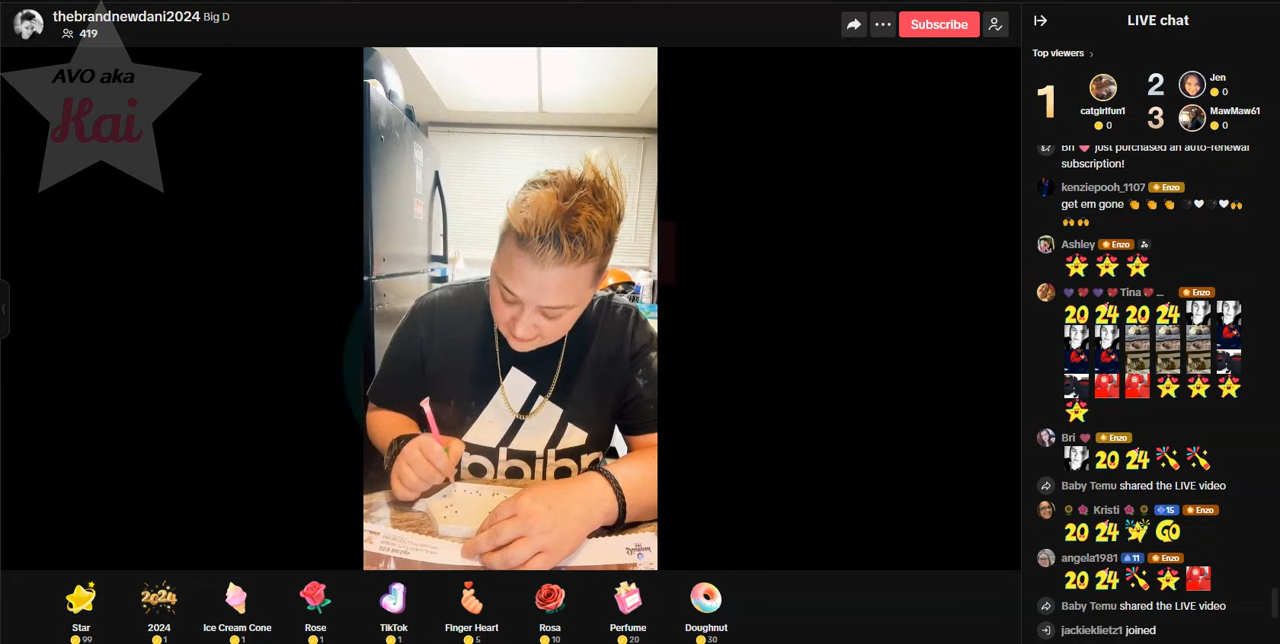 thebrandnewdani2024 Big D
419
Subscribe
LIVE chat
AVO aka
Kai
Top viewers
1
catgirlfun1
0
2
Jen
0
3
MawMaw61
0
Bri just purchased an auto-renewal
subscription!
kenziepooh_1107 Enzo
get em gone
Ashley Enzo
Tina ... Enzo
20 24 20 24
Bri Enzo
20 24
Baby Temu shared the LIVE video
Kristi 15 Enzo
20 24 GO
angela1981 11 Enzo
20 24
Baby Temu shared the LIVE video
jackieklietz1 joined
2024
Star
99
2024
1
Ice Cream Cone
1
Rose
1
TikTok
1
Finger Heart
5
Rosa
10
Perfume
20
Doughnut
30